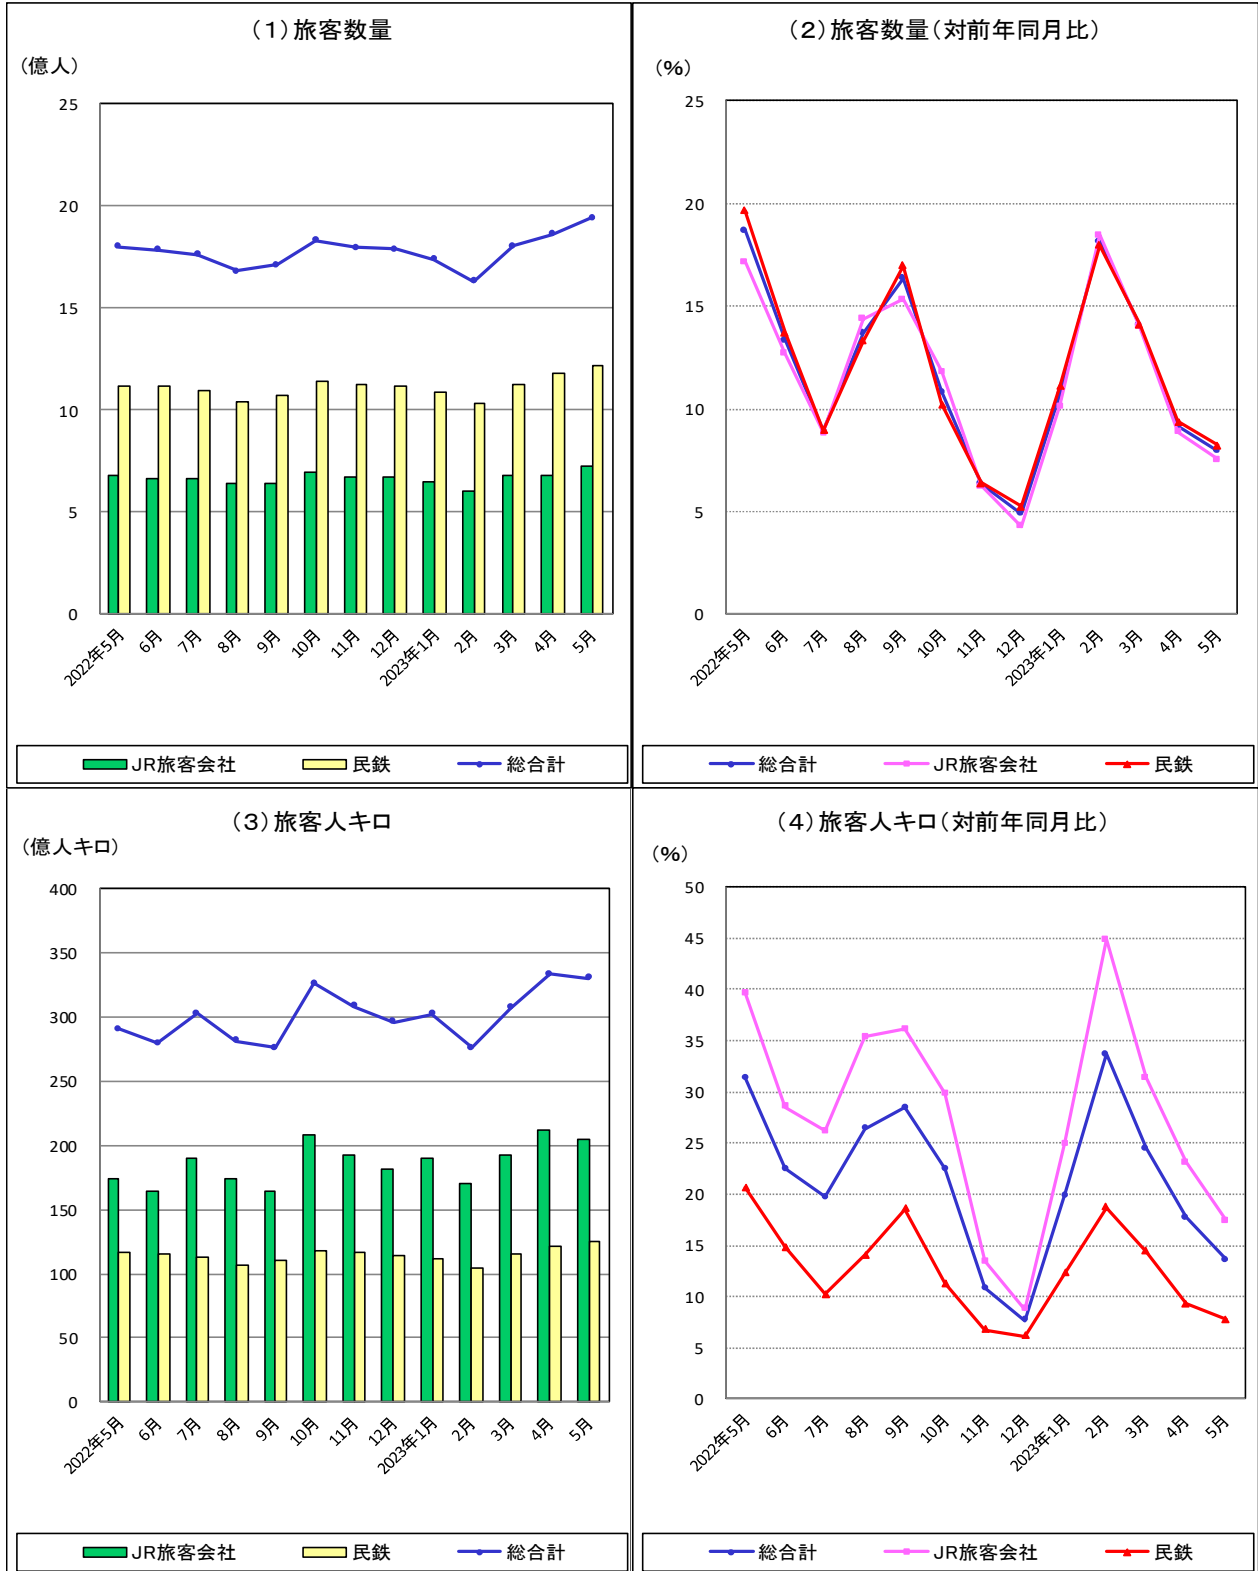 （１）旅客数量
（億人）
25
20
15
10
5
0
2022年5月 6月 7月 8月 9月 10月 11月 12月 2023年1月 2月 3月 4月 5月
ＪR旅客会社 民鉄 総合計
（２）旅客数量（対前年同月比）
（％）
25
20
15
10
5
0
2022年5月 6月 7月 8月 9月 10月 11月 12月 2023年1月 2月 3月 4月 5月
総合計 ＪR旅客会社 民鉄
（３）旅客人キロ
（億人キロ）
400
350
300
250
200
150
100
50
0
2022年5月 6月 7月 8月 9月 10月 11月 12月 2023年1月 2月 3月 4月 5月
ＪR旅客会社 民鉄 総合計
（４）旅客人キロ（対前年同月比）
（％）
50
45
40
35
30
25
20
15
10
5
0
2022年5月 6月 7月 8月 9月 10月 11月 12月 2023年1月 2月 3月 4月 5月
総合計 ＪR旅客会社 民鉄